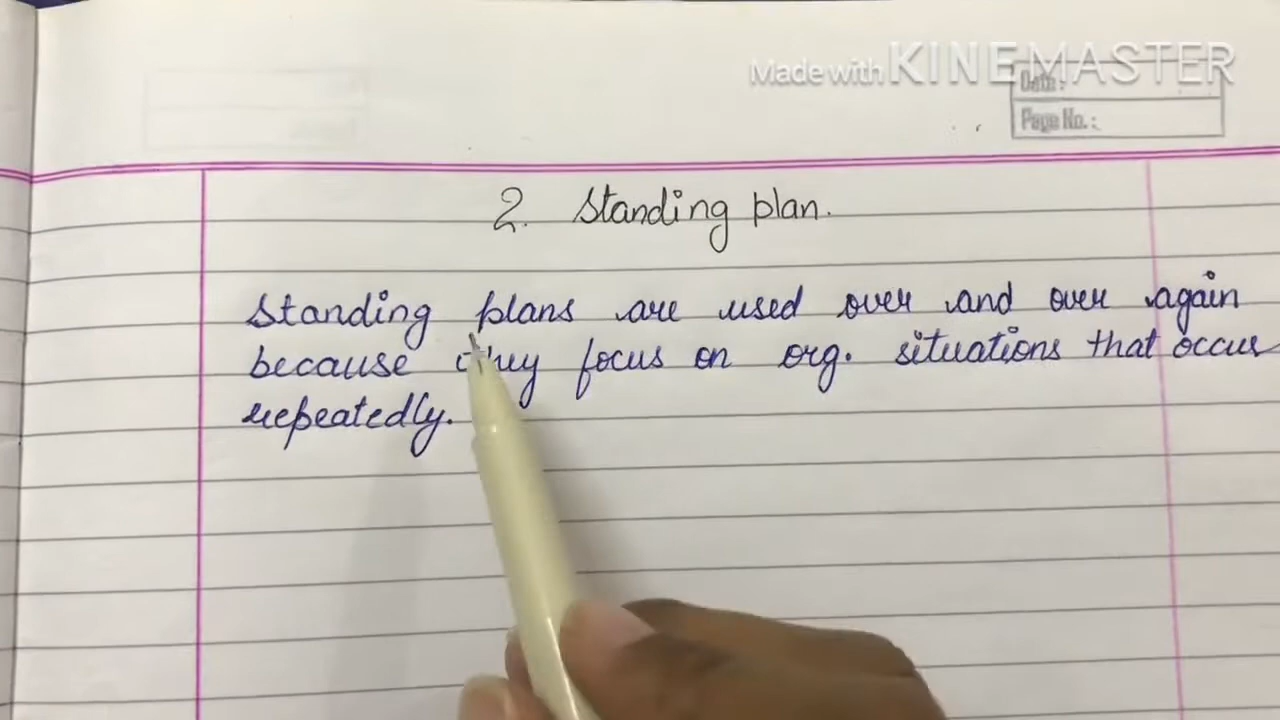 Made with KINEMASTER
Date :
Page No. :
2. Standing plan.
Standing plans are used over and over again
because they focus on org. situations that occur
repeatedly.